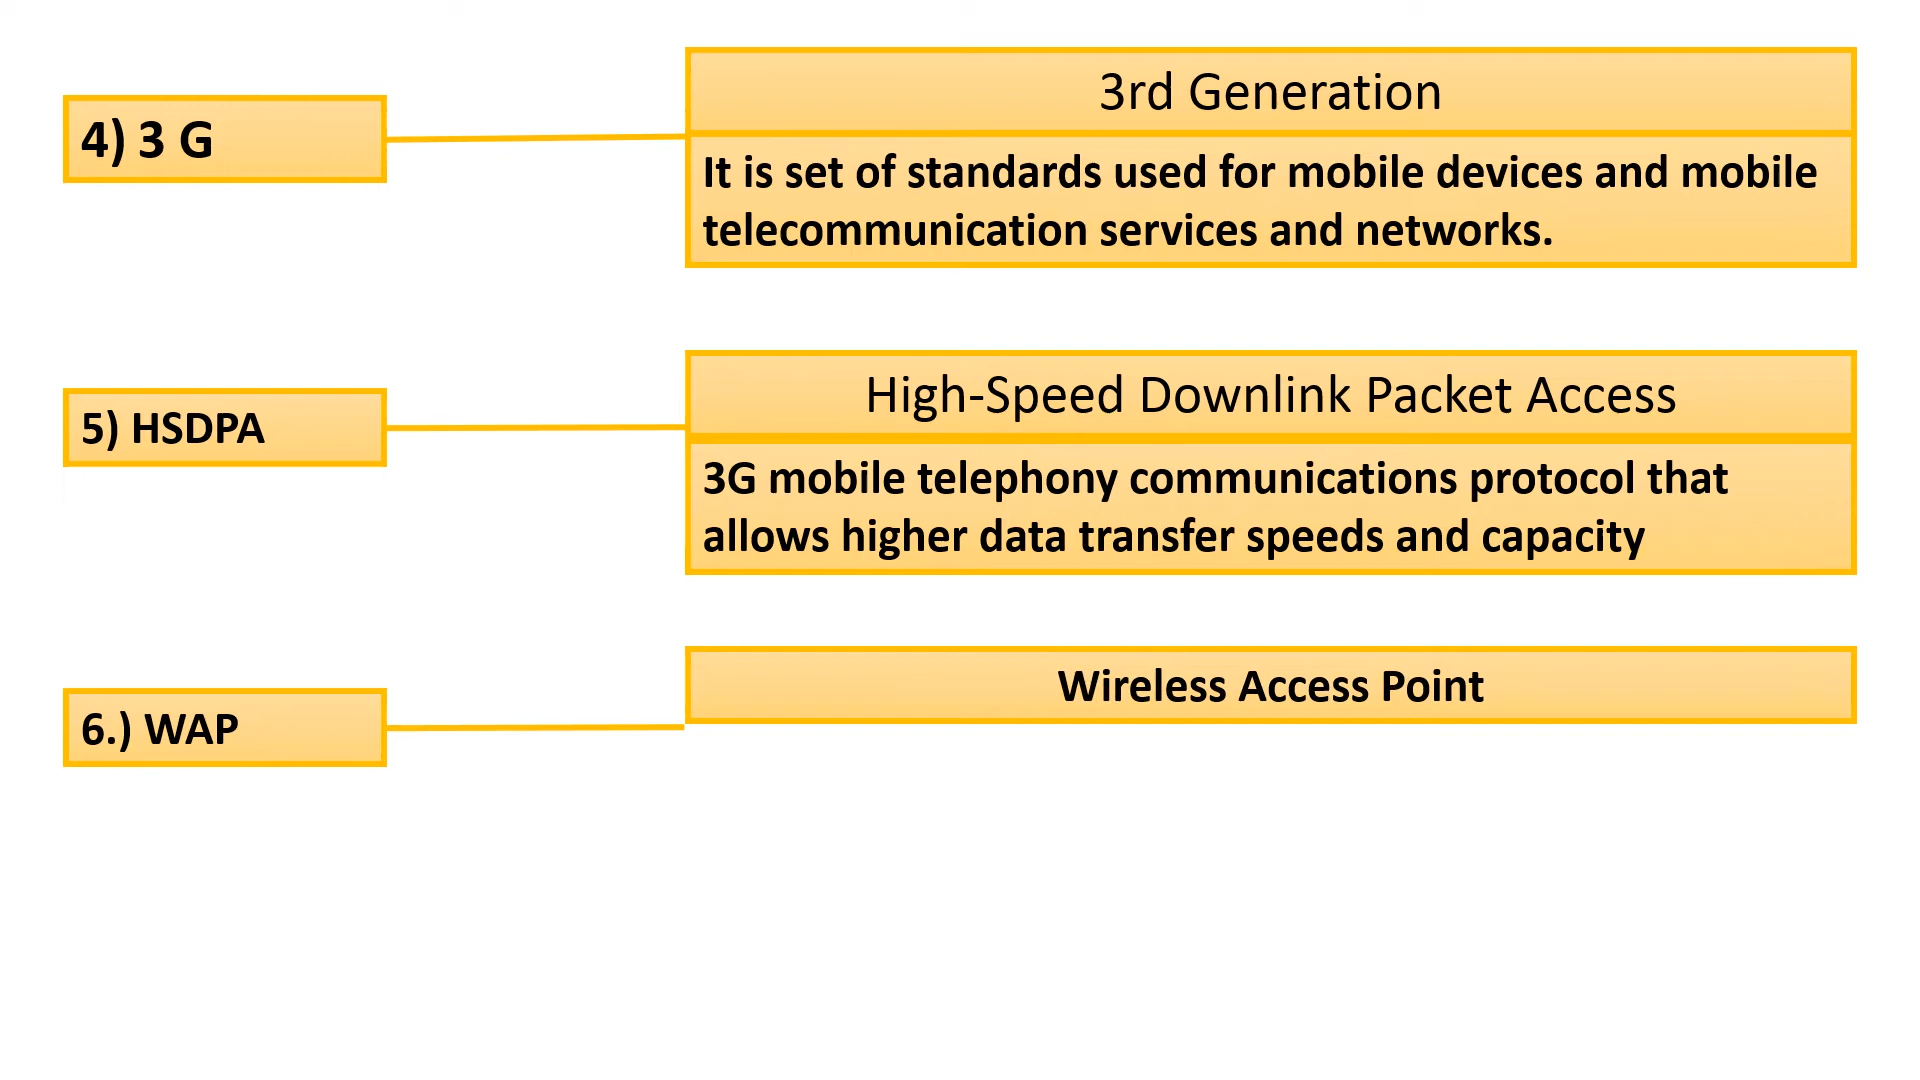 4) 3 G
3rd Generation
It is set of standards used for mobile devices and mobile
telecommunication services and networks.
5) HSDPA
High-Speed Downlink Packet Access
3G mobile telephony communications protocol that
allows higher data transfer speeds and capacity
6.) WAP
Wireless Access Point